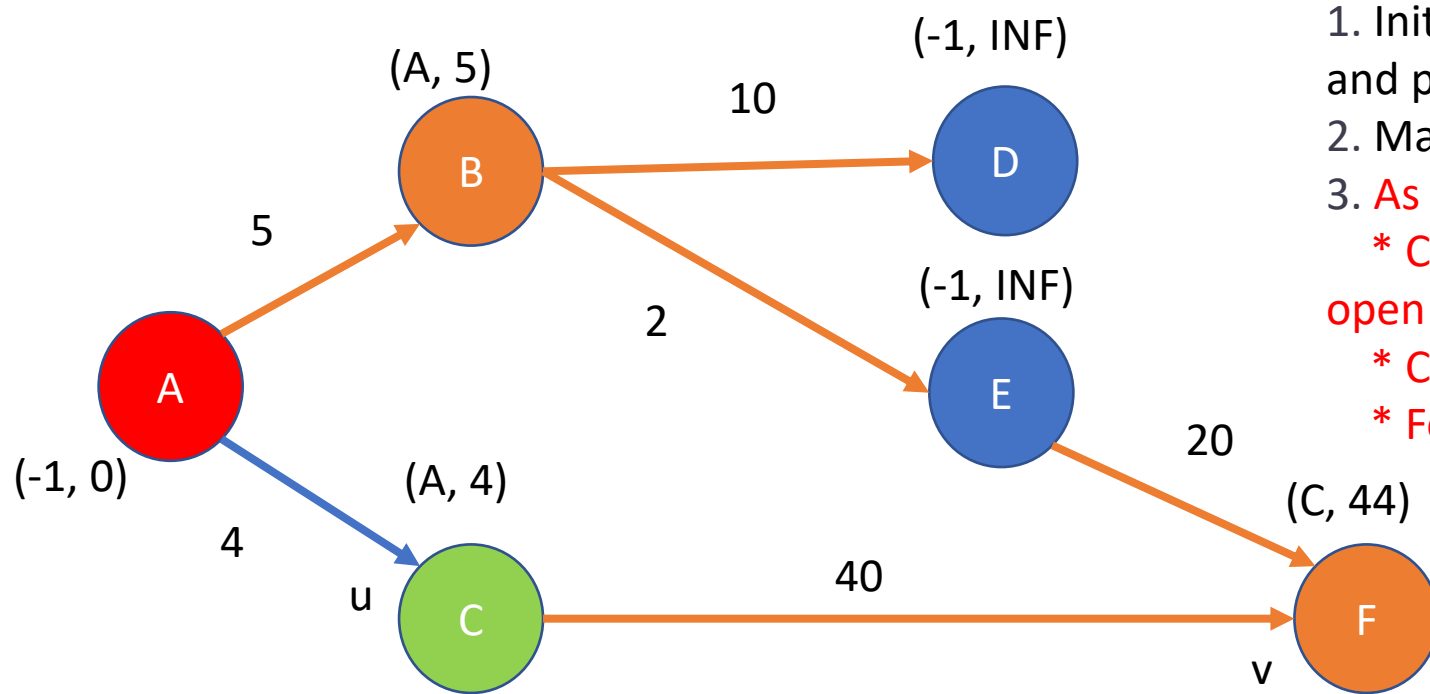 (-1, INF)
(A, 5)
10
B
D
5
(-1, INF)
2
A
E
20
(-1, 0)
(A, 4)
(C, 44)
4
40
u
C
F
v
1. Init
and p
2. Ma
3. As
* C
open
* C
* Fo